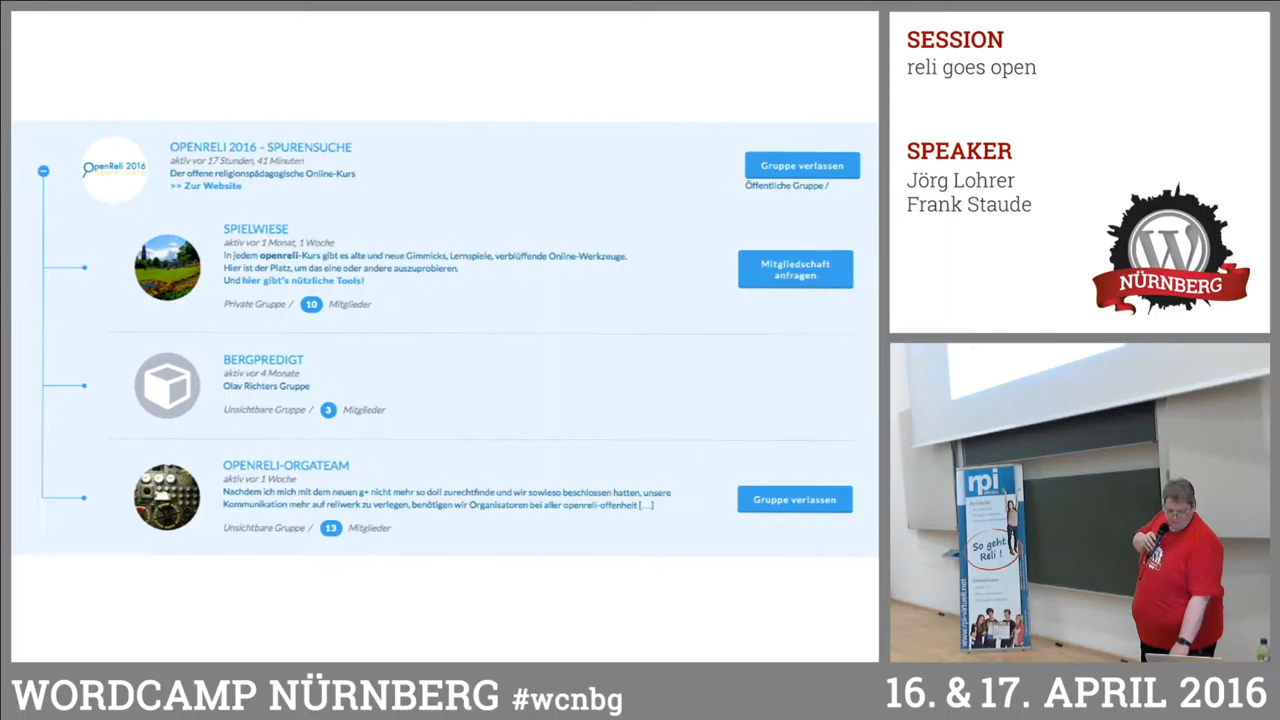 OpenReli 2016
OPENRELI 2016 – SPURENSUCHE
aktiv vor 17 Stunden, 41 Minuten
Der offene religionspädagogische Online-Kurs
>> Zur Website
Gruppe verlassen
Öffentliche Gruppe /
SPIELWIESE
aktiv vor 1 Monat, 1 Woche
In jedem openreli-Kurs gibt es alte und neue Gimmicks, Lernspiele, verblüffende Online-Werkzeuge.
Hier ist der Platz, um das eine oder andere auszuprobieren.
Und hier gibt's nützliche Tools!
Private Gruppe / 10 Mitglieder
Mitgliedschaft
anfragen
BERGPREDIGT
aktiv vor 4 Monate
Olav Richters Gruppe
Unsichtbare Gruppe / 3 Mitglieder
OPENRELI-ORGATEAM
aktiv vor 1 Woche
Nachdem ich mich mit dem neuen g+ nicht mehr so doll zurechtfinde und wir sowieso beschlossen hatten, unsere
Kommunikation mehr auf reliwerk zu verlegen, benötigen wir Organisatoren bei aller openreli-offenheit [...]
Unsichtbare Gruppe / 13 Mitglieder
Gruppe verlassen
SESSION
reli goes open
SPEAKER
Jörg Lohrer
Frank Staude
W
NÜRNBERG
rpi
So geht
Reli !
www.rpi-virtuell.net
WORDCAMP NÜRNBERG #wcnbg
16. & 17. APRIL 2016